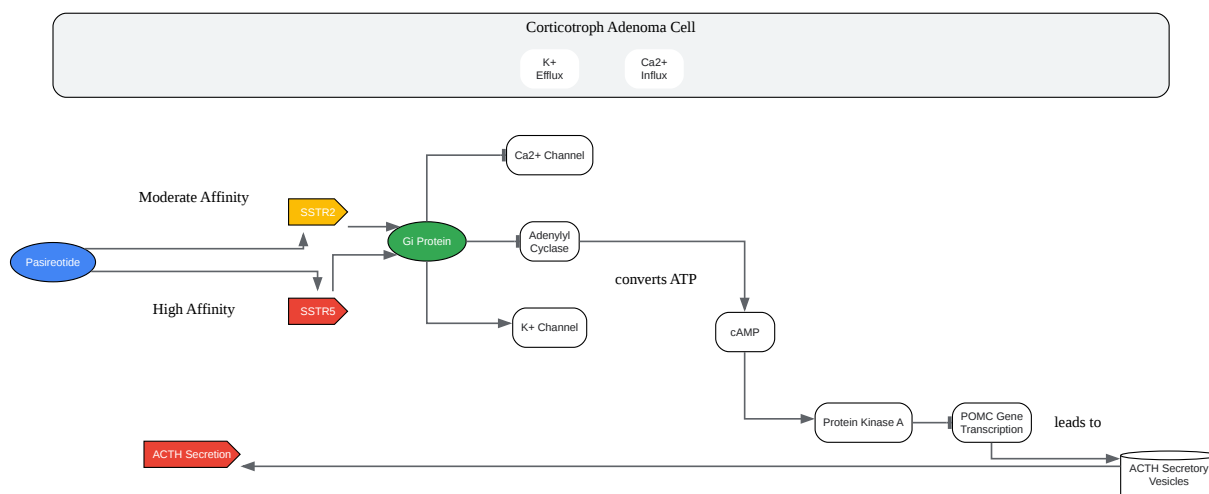 Corticotroph Adenoma Cell
K+
Efflux
Ca2+
Influx
Ca2+ Channel
Moderate Affinity
SSTR2
Adenylyl
Cyclase
Gi Protein
Pasireotide
converts ATP
High Affinity
SSTR5
K+ Channel
cAMP
Protein Kinase A
POMC Gene
Transcription
leads to
ACTH Secretion
ACTH Secretory
Vesicles